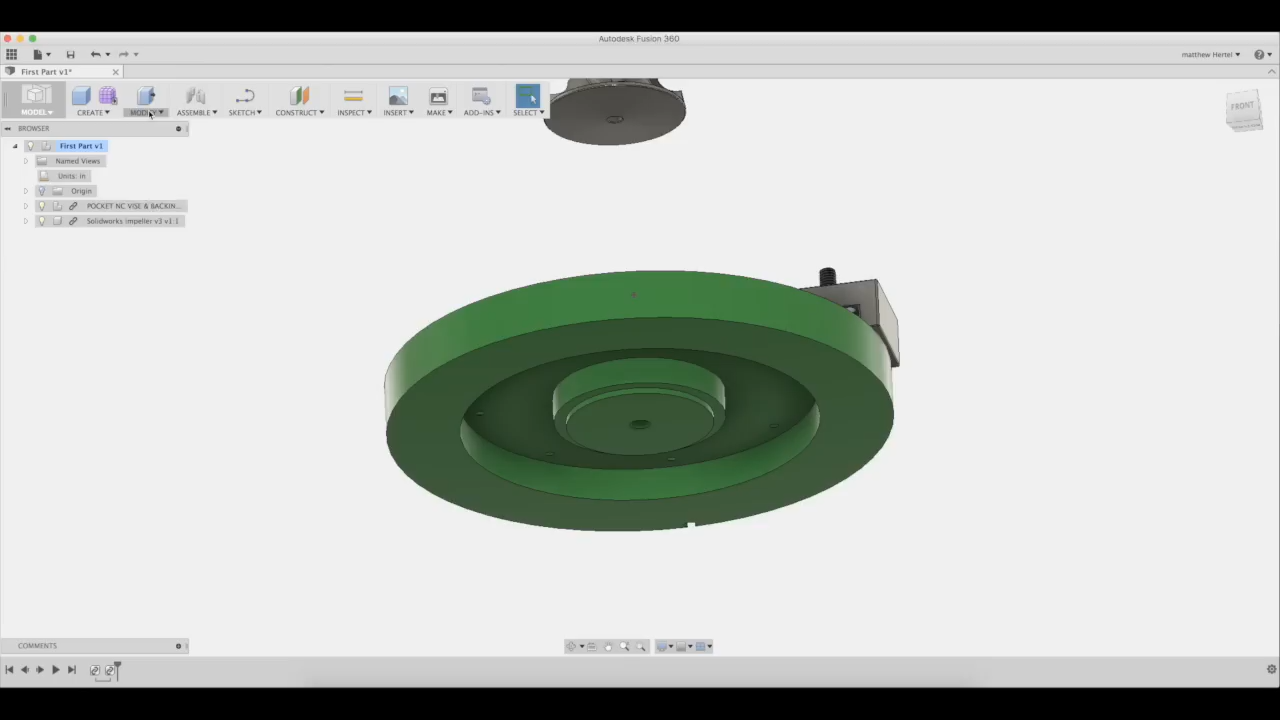 Autodesk Fusion 360
matthew Hertel
First Part v1*
MODEL CREATE MODIFY ASSEMBLE SKETCH CONSTRUCT INSPECT INSERT MAKE ADD-INS SELECT
FRONT
BROWSER
First Part v1
Named Views
Units: in
Origin
POCKET NC VISE & BACKIN...
Solidworks impeller v3 v1:1
COMMENTS